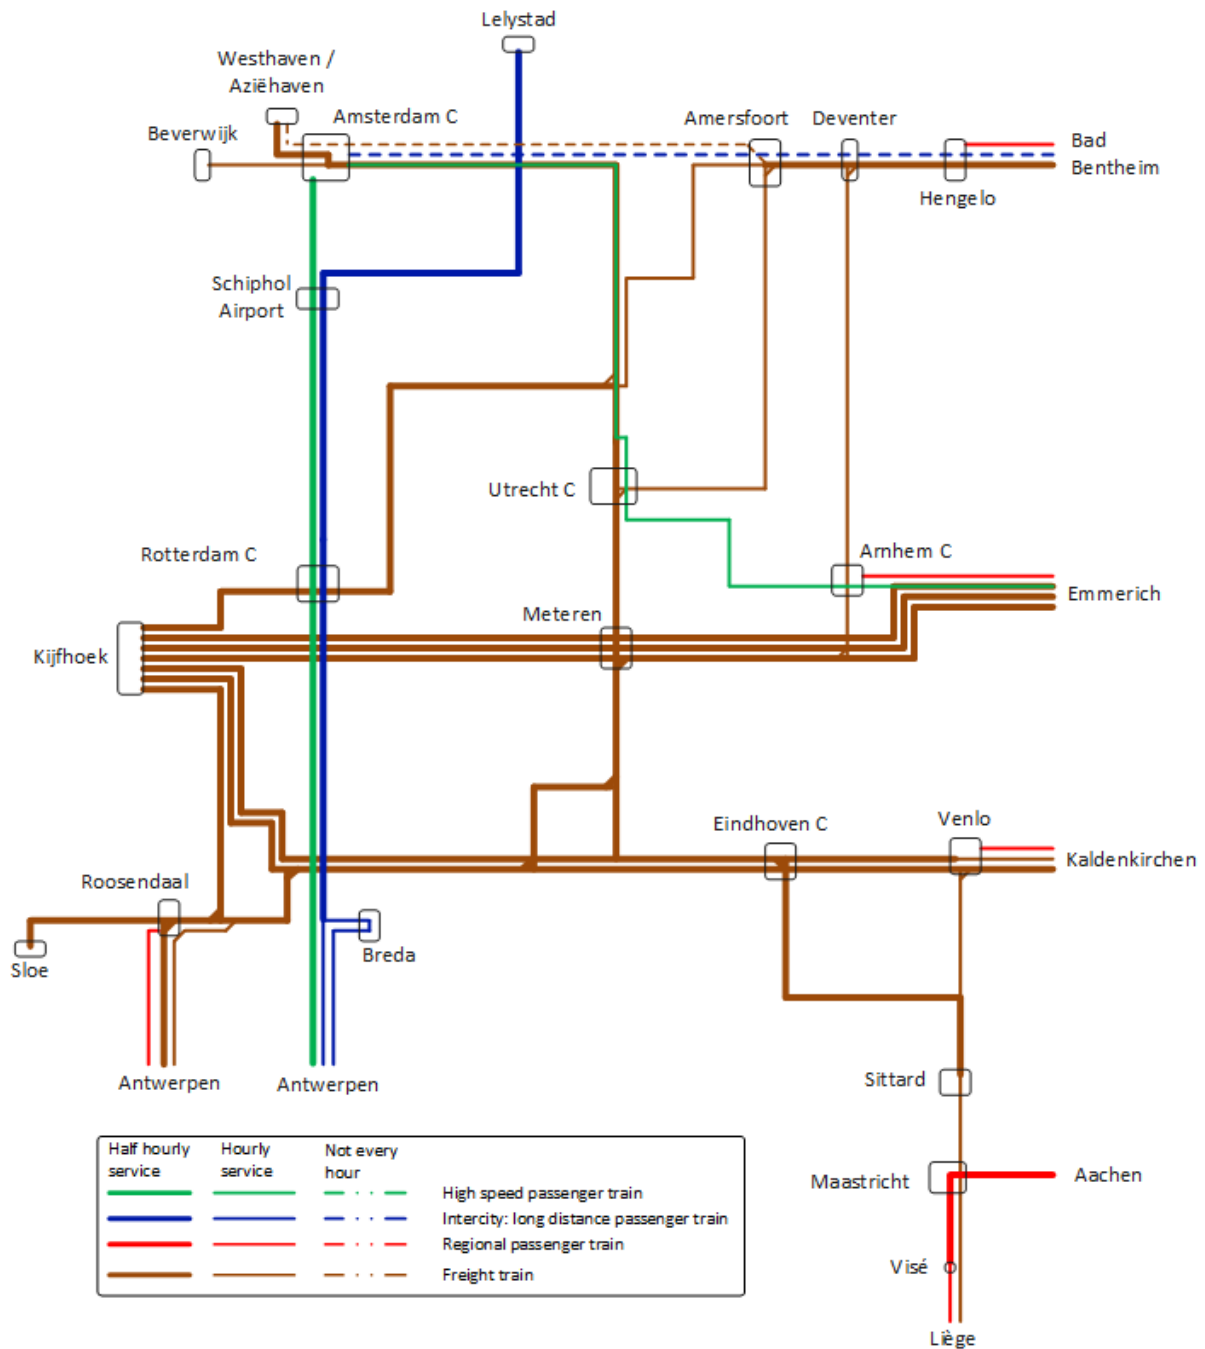 Lelystad
Westhaven /
Aziëhaven
Amsterdam C
Beverwijk
Amersfoort
Deventer
Bad
Bentheim
Hengelo
Schiphol
Airport
Utrecht C
Rotterdam C
Arnhem C
Emmerich
Meteren
Kijfhoek
Eindhoven C
Venlo
Kaldenkirchen
Roosendaal
Breda
Sloe
Antwerpen
Antwerpen
Sittard
Maastricht
Aachen
Visé
Liège
Half hourly
service
Hourly
service
Not every
hour
High speed passenger train
Intercity: long distance passenger train
Regional passenger train
Freight train